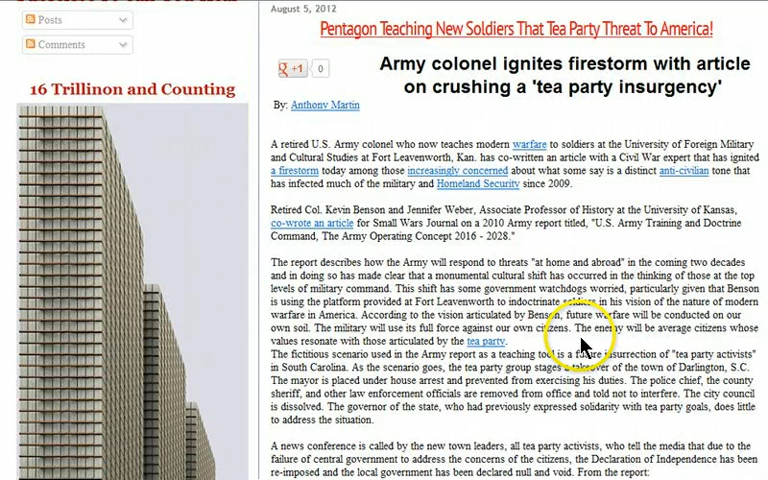 August 5, 2012
Posts
Comments
16 Trillinon and Counting
Pentagon Teaching New Soldiers That Tea Party Threat To America!
g +1 0
Army colonel ignites firestorm with article
on crushing a 'tea party insurgency'
By: Anthony Martin
A retired U.S. Army colonel who now teaches modern warfare to soldiers at the University of Foreign Military
and Cultural Studies at Fort Leavenworth, Kan. has co-written an article with a Civil War expert that has ignited
a firestorm today among those increasingly concerned about what some say is a distinct anti-civilian tone that
has infected much of the military and Homeland Security since 2009.
Retired Col. Kevin Benson and Jennifer Weber, Associate Professor of History at the University of Kansas,
co-wrote an article for Small Wars Journal on a 2010 Army report titled, "U.S. Army Training and Doctrine
Command, The Army Operating Concept 2016 - 2028."
The report describes how the Army will respond to threats "at home and abroad" in the coming two decades
and in doing so has made clear that a monumental cultural shift has occurred in the thinking of those at the top
levels of military command. This shift has some government watchdogs worried, particularly given that Benson
is using the platform provided at Fort Leavenworth to indoctrinate soldiers in his vision of the nature of modern
warfare in America. According to the vision articulated by Benson, future warfare will be conducted on our
own soil. The military will use its full force against our own citizens. The enemy will be average citizens whose
values resonate with those articulated by the tea party.
The fictitious scenario used in the Army report as a teaching tool is a future insurrection of "tea party activists"
in South Carolina. As the scenario goes, the tea party group stages a takeover of the town of Darlington, S.C.
The mayor is placed under house arrest and prevented from exercising his duties. The police chief, the county
sheriff, and other law enforcement officials are removed from office and told not to interfere. The city council
is dissolved. The governor of the state, who had previously expressed solidarity with tea party goals, does little
to address the situation.
A news conference is called by the new town leaders, all tea party activists, who tell the media that due to the
failure of central government to address the concerns of the citizens, the Declaration of Independence has been
re-imposed and the local government has been declared null and void. From the report: